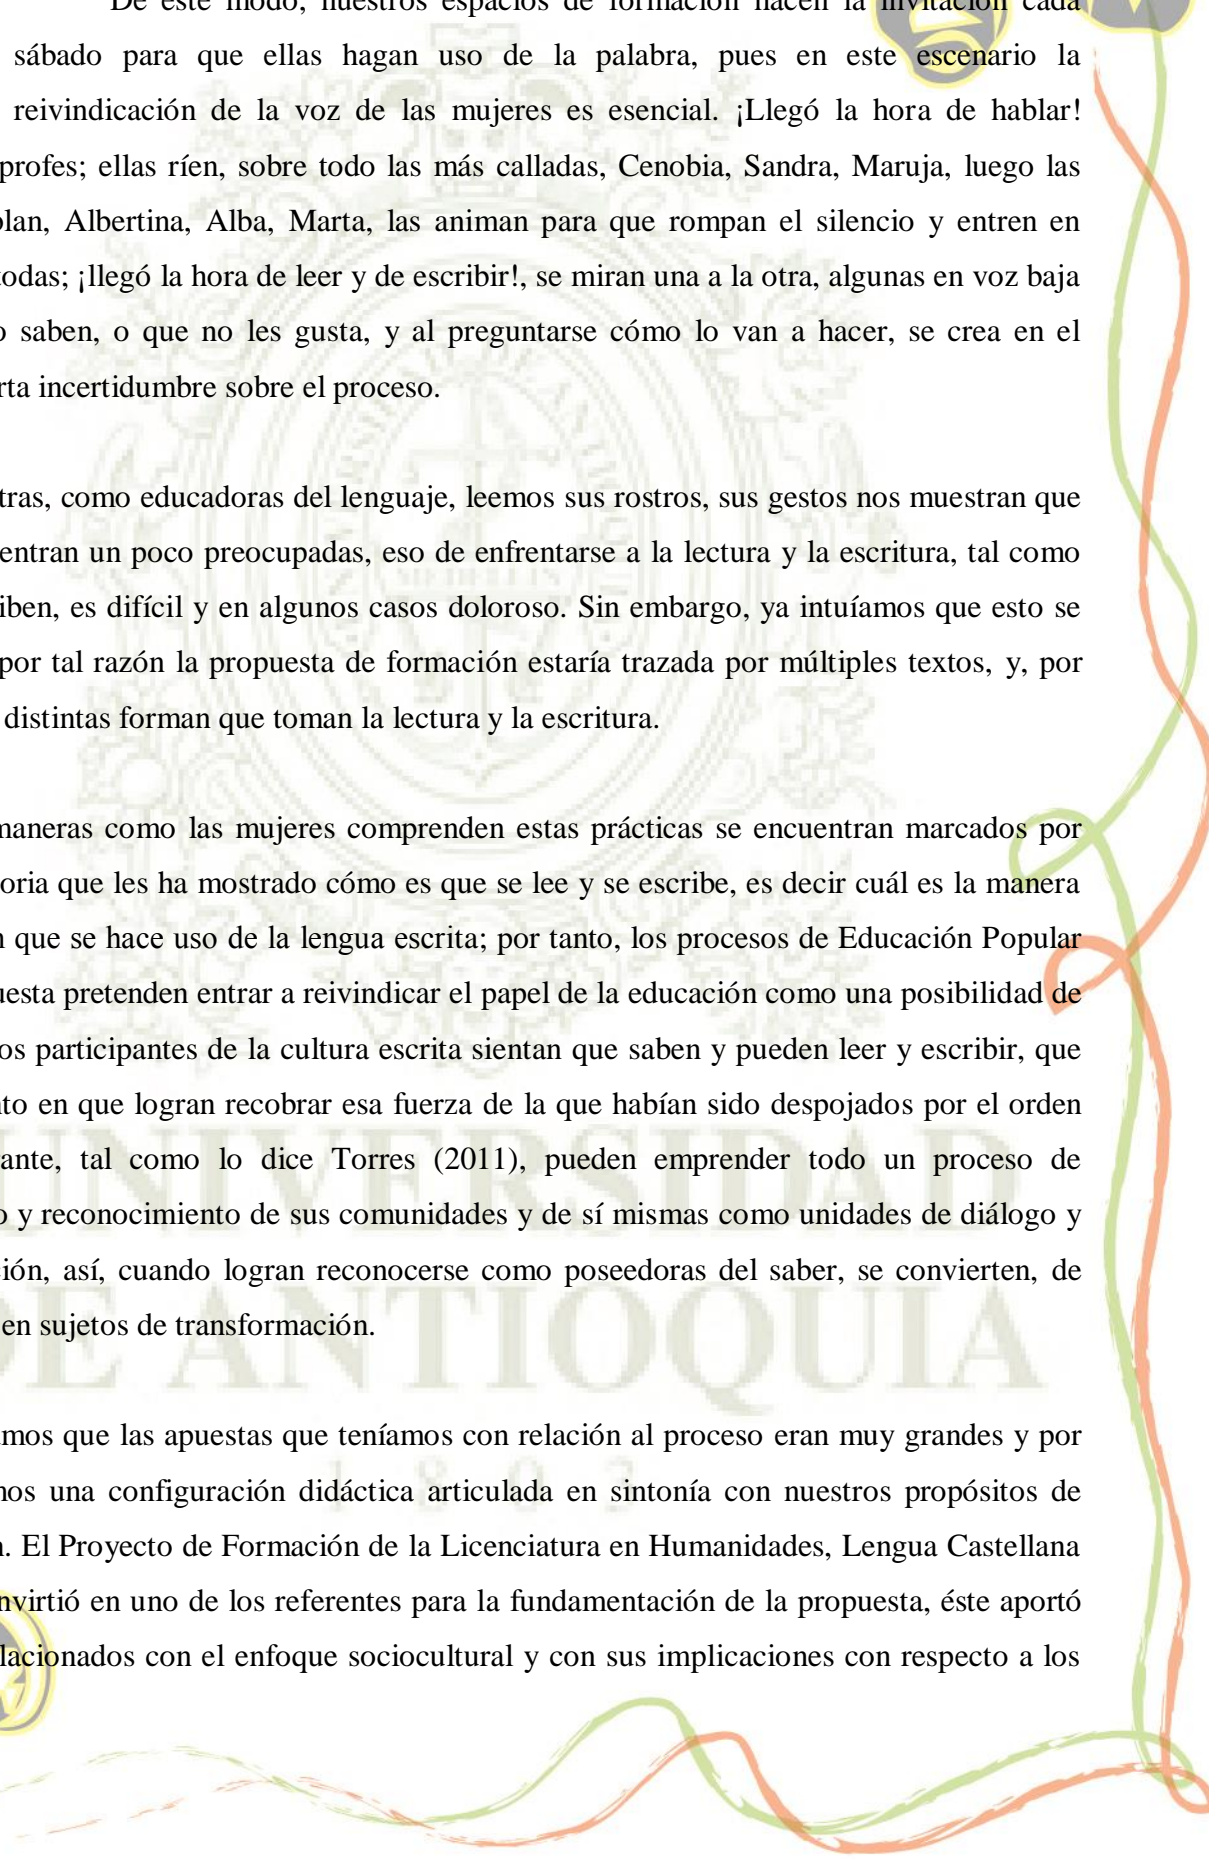 De este modo, nuestros espacios de formación hacen la invitación cada
sábado para que ellas hagan uso de la palabra, pues en este escenario la
reivindicación de la voz de las mujeres es esencial. ¡Llegó la hora de hablar!
profes; ellas ríen, sobre todo las más calladas, Cenobia, Sandra, Maruja, luego las
blan, Albertina, Alba, Marta, las animan para que rompan el silencio y entren en
todas; ¡llegó la hora de leer y de escribir!, se miran una a la otra, algunas en voz baja
o saben, o que no les gusta, y al preguntarse cómo lo van a hacer, se crea en el
rta incertidumbre sobre el proceso.
tras, como educadoras del lenguaje, leemos sus rostros, sus gestos nos muestran que
entran un poco preocupadas, eso de enfrentarse a la lectura y la escritura, tal como
iben, es difícil y en algunos casos doloroso. Sin embargo, ya intuíamos que esto se
por tal razón la propuesta de formación estaría trazada por múltiples textos, y, por
distintas forman que toman la lectura y la escritura.
maneras como las mujeres comprenden estas prácticas se encuentran marcados por
oria que les ha mostrado cómo es que se lee y se escribe, es decir cuál es la manera
n que se hace uso de la lengua escrita; por tanto, los procesos de Educación Popular
uesta pretenden entrar a reivindicar el papel de la educación como una posibilidad de
os participantes de la cultura escrita sientan que saben y pueden leer y escribir, que
nto en que logran recobrar esa fuerza de la que habían sido despojados por el orden
rante, tal como lo dice Torres (2011), pueden emprender todo un proceso de
o y reconocimiento de sus comunidades y de sí mismas como unidades de diálogo y
ción, así, cuando logran reconocerse como poseedoras del saber, se convierten, de
en sujetos de transformación.
amos que las apuestas que teníamos con relación al proceso eran muy grandes y por
nos una configuración didáctica articulada en sintonía con nuestros propósitos de
n. El Proyecto de Formación de la Licenciatura en Humanidades, Lengua Castellana
nvirtió en uno de los referentes para la fundamentación de la propuesta, éste aportó
lacionados con el enfoque sociocultural y con sus implicaciones con respecto a los
UNIVERSIDAD
DE ANTIOQUIA
1 8 0 3